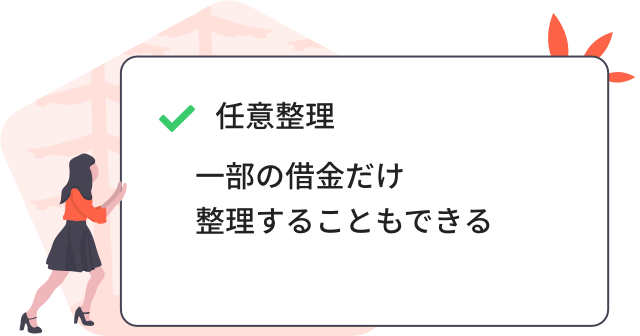 任意整理
一部の借金だけ
整理することもできる